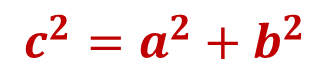 c² = a² + b²